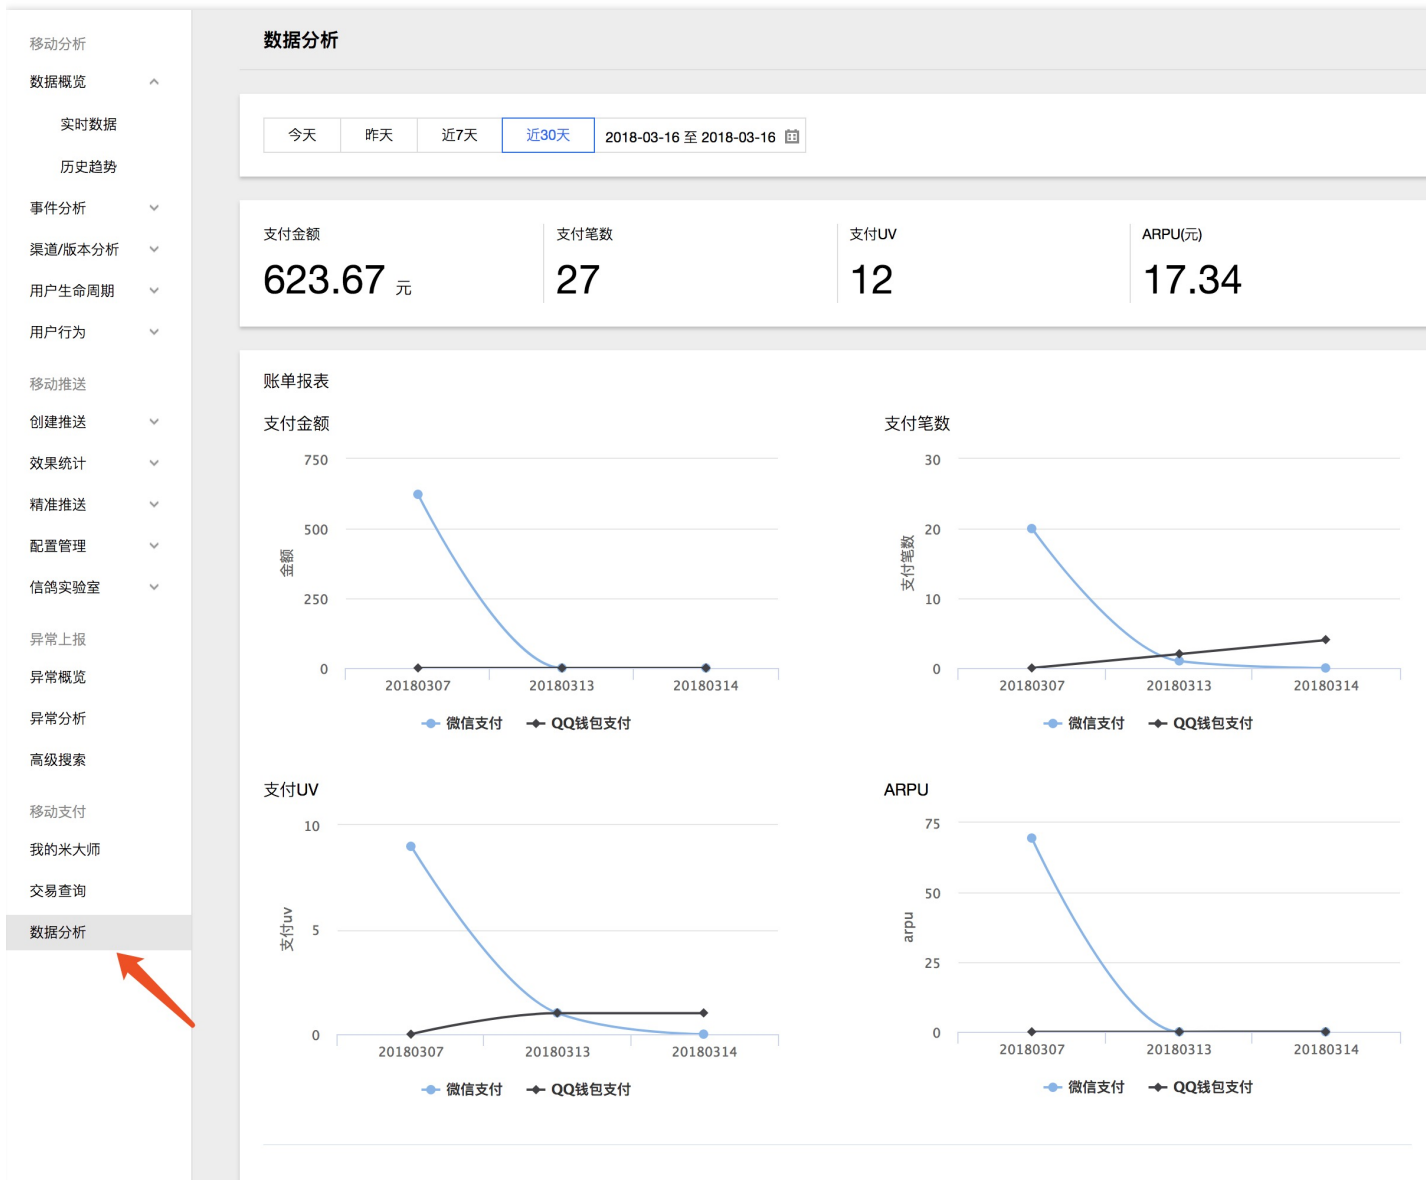 移动分析
数据概览
实时数据
历史趋势
事件分析
渠道/版本分析
用户生命周期
用户行为
移动推送
创建推送
效果统计
精准推送
配置管理
信鸽实验室
异常上报
异常概览
异常分析
高级搜索
移动支付
我的米大师
交易查询
数据分析
数据分析
今天 昨天 近7天 近30天 2018-03-16 至 2018-03-16
支付金额 支付笔数 支付UV ARPU(元)
623.67 元 27 12 17.34
账单报表
支付金额
750
500
250
0
金额
20180307 20180313 20180314
微信支付 QQ钱包支付
支付笔数
30
20
10
0
支付笔数
20180307 20180313 20180314
微信支付 QQ钱包支付
支付UV
10
5
0
支付uv
20180307 20180313 20180314
微信支付 QQ钱包支付
ARPU
75
50
25
0
arpu
20180307 20180313 20180314
微信支付 QQ钱包支付